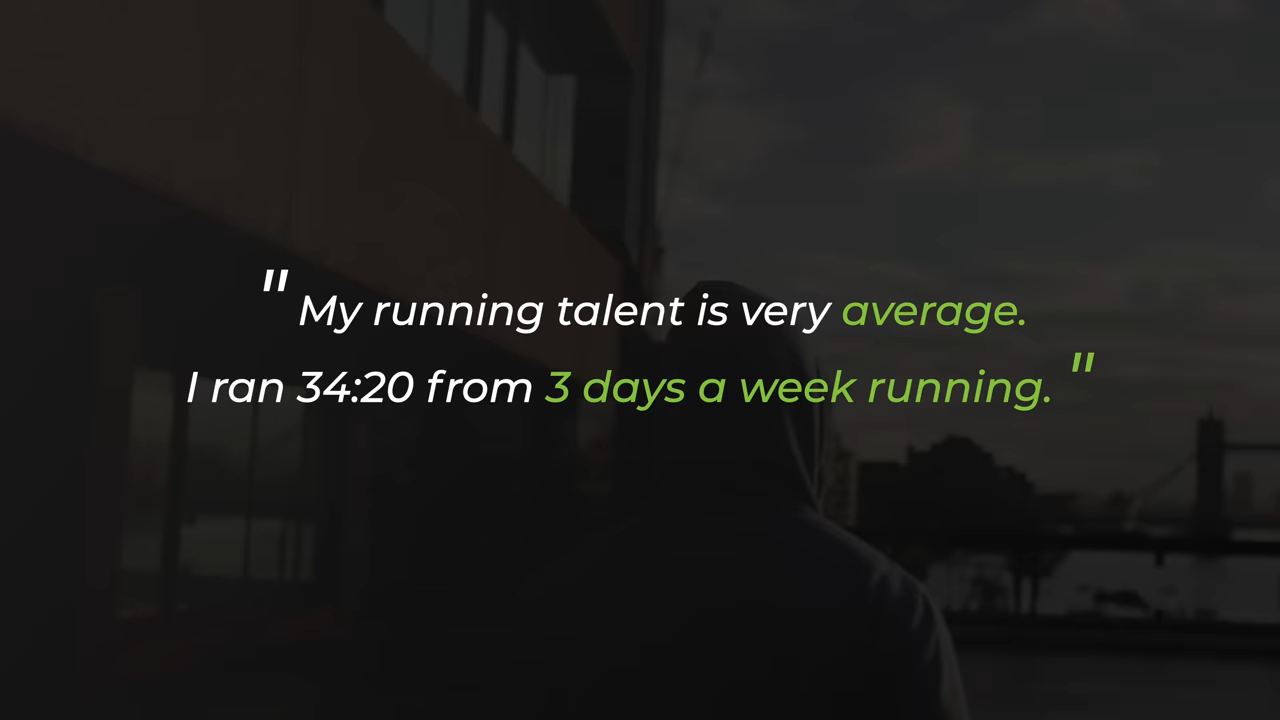 " My running talent is very average.
I ran 34:20 from 3 days a week running. "